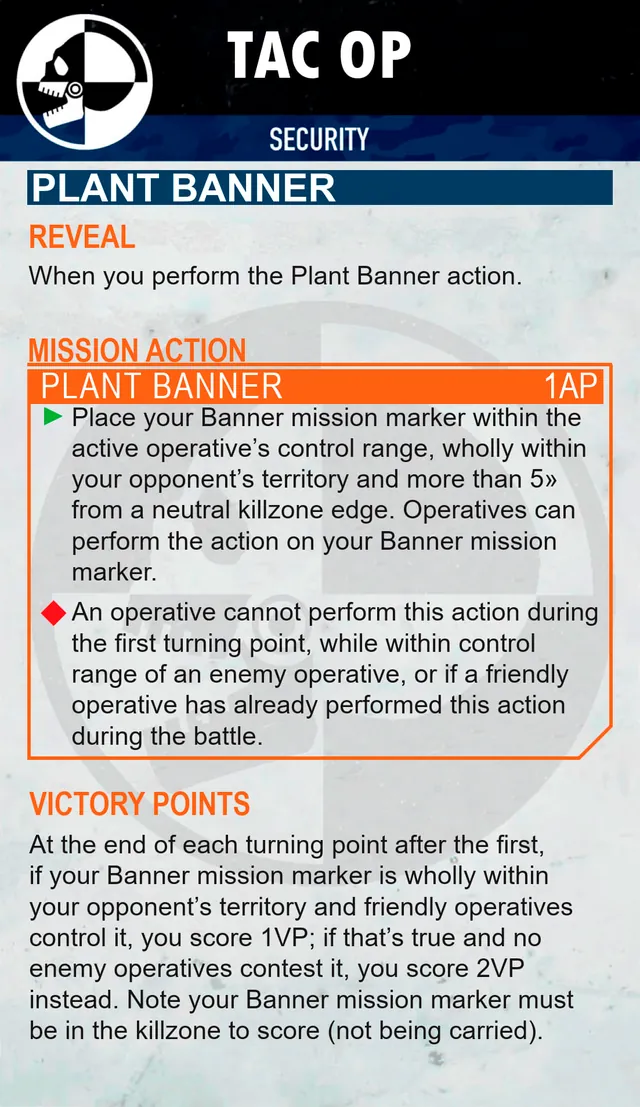 TAC OP
SECURITY
PLANT BANNER
REVEAL
When you perform the Plant Banner action.
MISSION ACTION
PLANT BANNER 1AP
Place your Banner mission marker within the
active operative’s control range, wholly within
your opponent’s territory and more than 5»
from a neutral killzone edge. Operatives can
perform the action on your Banner mission
marker.
An operative cannot perform this action during
the first turning point, while within control
range of an enemy operative, or if a friendly
operative has already performed this action
during the battle.
VICTORY POINTS
At the end of each turning point after the first,
if your Banner mission marker is wholly within
your opponent’s territory and friendly operatives
control it, you score 1VP; if that’s true and no
enemy operatives contest it, you score 2VP
instead. Note your Banner mission marker must
be in the killzone to score (not being carried).